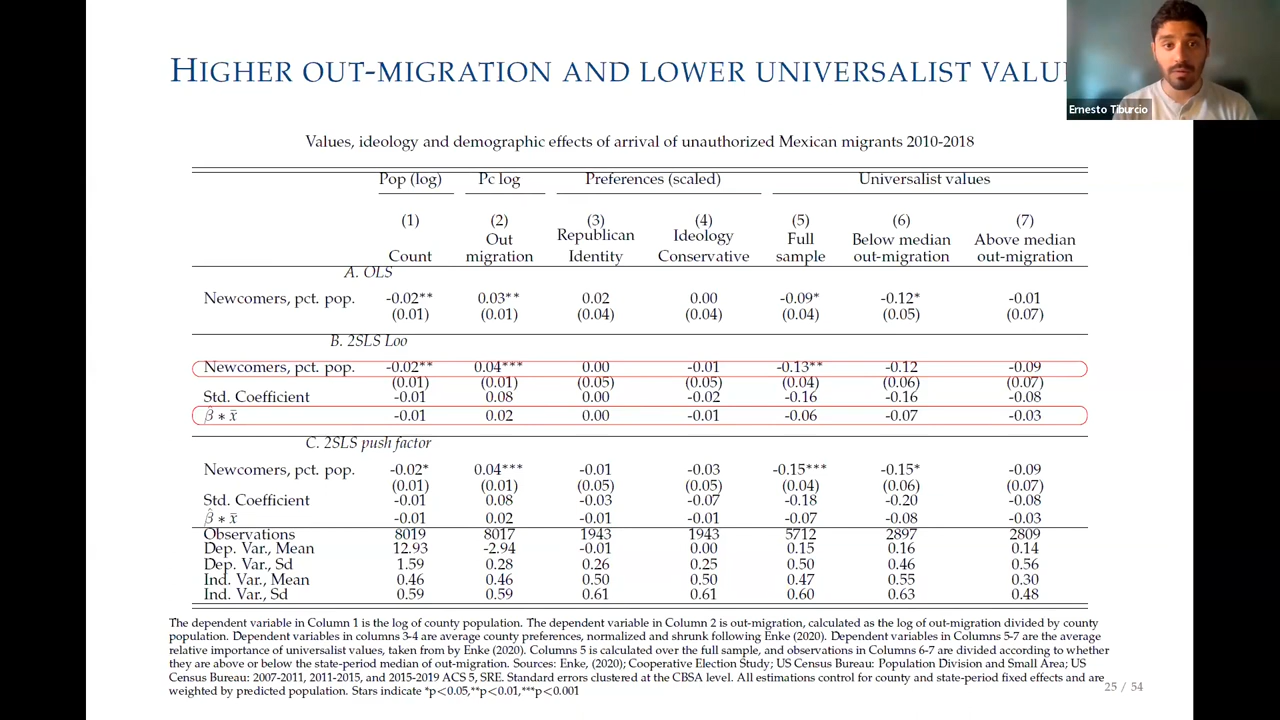 HIGHER OUT-MIGRATION AND LOWER UNIVERSALIST VALU
Ernesto Tiburcio
Values, ideology and demographic effects of arrival of unauthorized Mexican migrants 2010-2018
Pop (log) Pc log Preferences (scaled) Universalist values
(1) (2) (3) (4) (5) (6) (7)
Out Republican Ideology Full Below median Above median
Count migration Identity Conservative sample out-migration out-migration
A. OLS
Newcomers, pct. pop. -0.02** 0.03** 0.02 0.00 -0.09* -0.12* -0.01
(0.01) (0.01) (0.04) (0.04) (0.04) (0.05) (0.07)
B. 2SLS Loo
Newcomers, pct. pop. -0.02** 0.04*** 0.00 -0.01 -0.13** -0.12 -0.09
(0.01) (0.01) (0.05) (0.05) (0.04) (0.06) (0.07)
Std. Coefficient -0.01 0.08 0.00 -0.02 -0.16 -0.16 -0.08
β̂ ∗ x̄ -0.01 0.02 0.00 -0.01 -0.06 -0.07 -0.03
C. 2SLS push factor
Newcomers, pct. pop. -0.02* 0.04*** -0.01 -0.03 -0.15*** -0.15* -0.09
(0.01) (0.01) (0.05) (0.05) (0.04) (0.06) (0.07)
Std. Coefficient -0.01 0.08 -0.03 -0.07 -0.18 -0.20 -0.08
β̂ ∗ x̄ -0.01 0.02 -0.01 -0.01 -0.07 -0.08 -0.03
Observations 8019 8017 1943 1943 5712 2897 2809
Dep. Var., Mean 12.93 -2.94 -0.01 0.00 0.15 0.16 0.14
Dep. Var., Sd 1.59 0.28 0.26 0.25 0.50 0.46 0.56
Ind. Var., Mean 0.46 0.46 0.50 0.50 0.47 0.55 0.30
Ind. Var., Sd 0.59 0.59 0.61 0.61 0.60 0.63 0.48
The dependent variable in Column 1 is the log of county population. The dependent variable in Column 2 is out-migration, calculated as the log of out-migration divided by county
population. Dependent variables in columns 3-4 are average county preferences, normalized and shrunk following Enke (2020). Dependent variables in Columns 5-7 are the average
relative importance of universalist values, taken from by Enke (2020). Columns 5 is calculated over the full sample, and observations in Columns 6-7 are divided according to whether
they are above or below the state-period median of out-migration. Sources: Enke, (2020); Cooperative Election Study; US Census Bureau: Population Division and Small Area; US
Census Bureau: 2007-2011, 2011-2015, and 2015-2019 ACS 5, SRE. Standard errors clustered at the CBSA level. All estimations control for county and state-period fixed effects and are
weighted by predicted population. Stars indicate *p<0.05,**p<0.01,***p<0.001
25 / 54